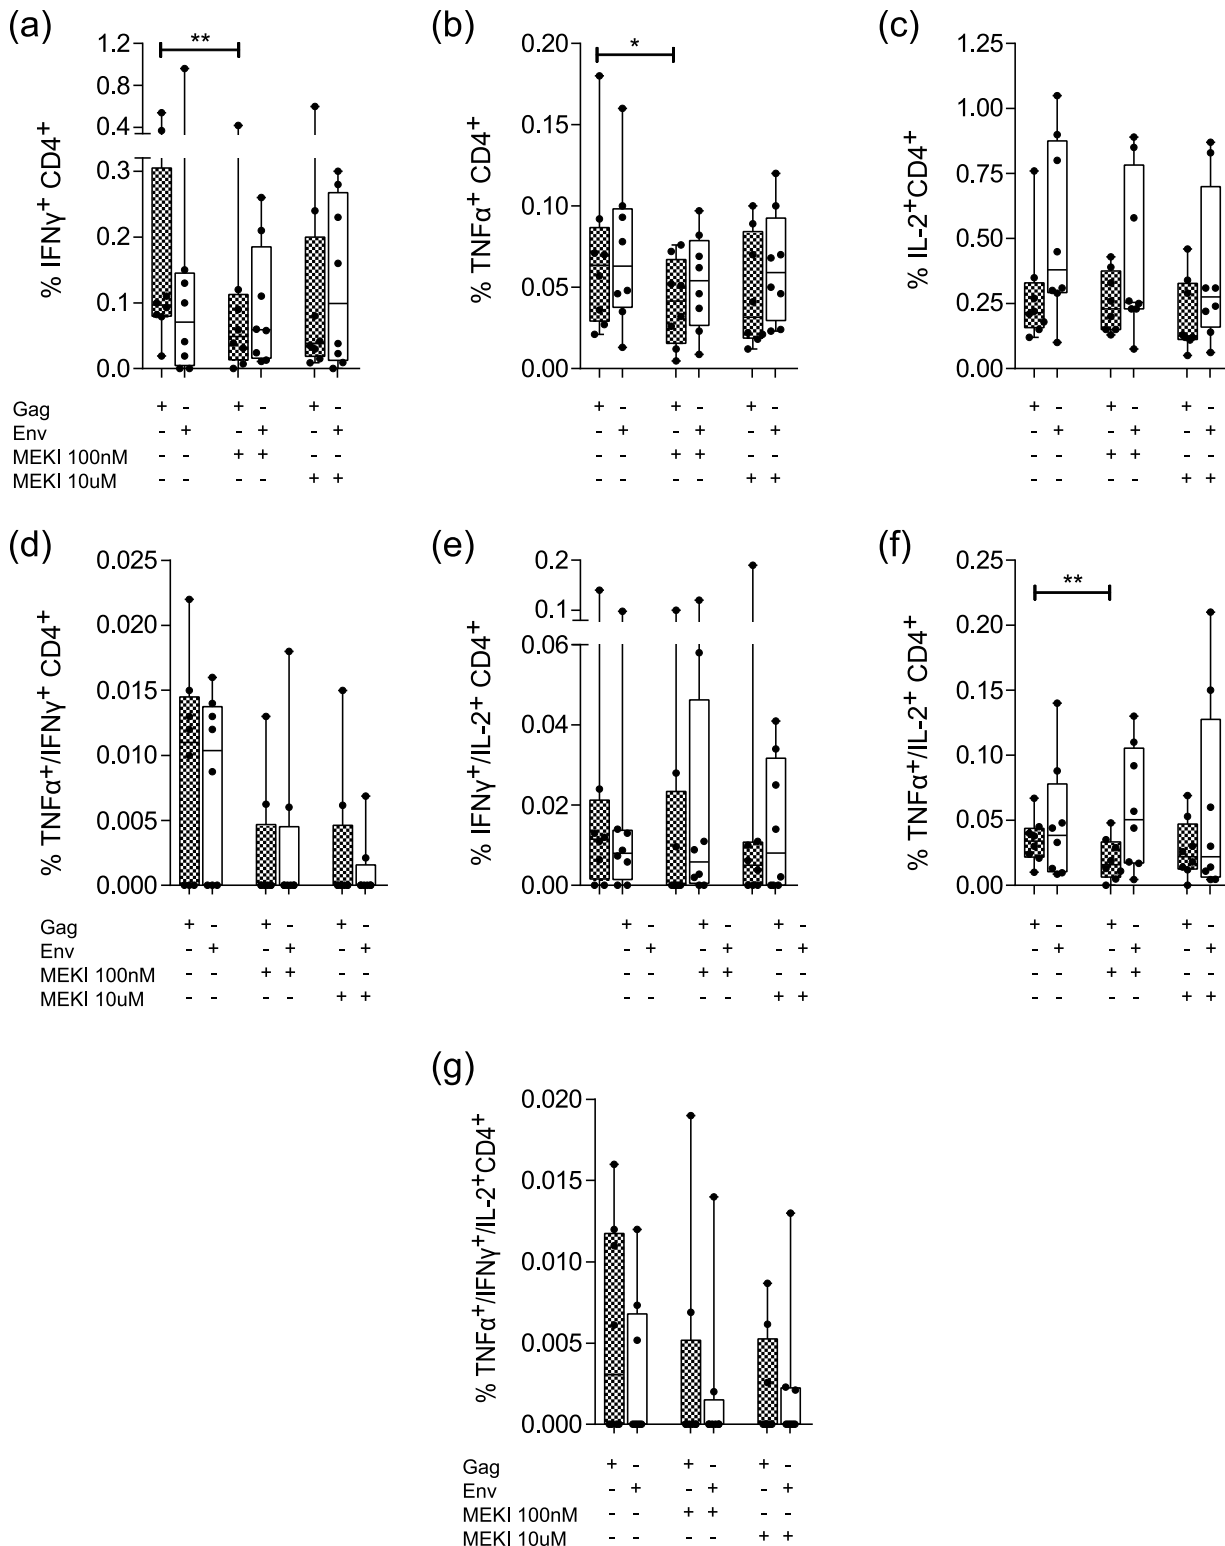 (a)
(b)
(c)
**
*
% IFNγ+ CD4+
1.2
0.8
0.4
0.3
0.2
0.1
0.0
% TNFα+ CD4+
0.20
0.15
0.10
0.05
0.00
% IL-2+CD4+
1.25
1.00
0.75
0.50
0.25
0.00
Gag + - + - + - + - + - + - + - + - + -
Env - + - + - + - + - + - + - + - + - +
MEKI 100nM - - + + - - - - + + - - - - + + - -
MEKI 10uM - - - - + + - - - - + + - - - - + +
(d)
(e)
(f)
% TNFα+/IFNγ+ CD4+
0.025
0.020
0.015
0.010
0.005
0.000
% IFNγ+/IL-2+ CD4+
0.2
0.1
0.06
0.04
0.02
0.00
% TNFα+/IL-2+ CD4+
0.25
0.20
0.15
0.10
0.05
0.00
**
Gag + - + - + - + - + - + - + - + - + -
Env - + - + - + - + - + - + - + - + - +
MEKI 100nM - - + + - - - - + + - - - - + + - -
MEKI 10uM - - - - + + - - - - + + - - - - + +
(g)
% TNFα+/IFNγ+/IL-2+CD4+
0.020
0.015
0.010
0.005
0.000
Gag + - + - + -
Env - + - + - +
MEKI 100nM - - + + - -
MEKI 10uM - - - - + +